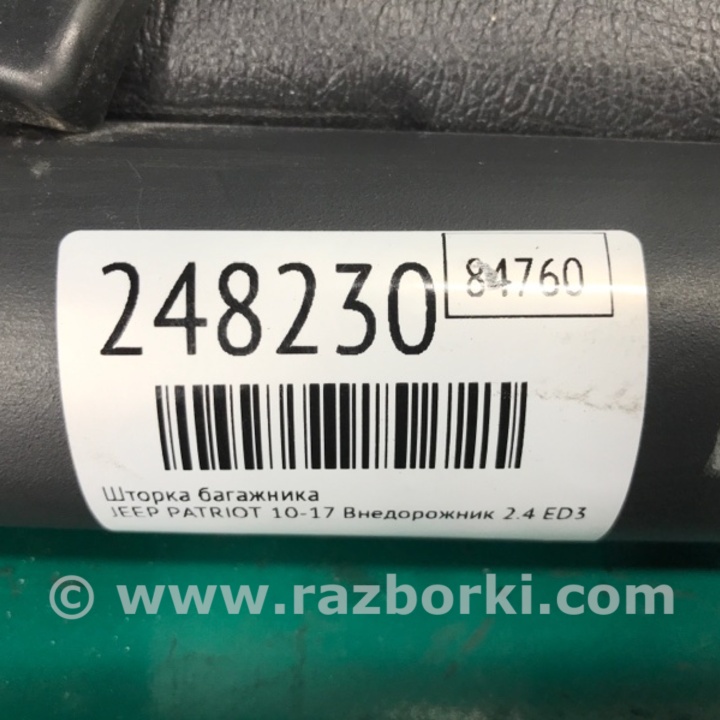 248230
84760
Шторка багажника
JEEP PATRIOT 10-17 Внедорожник 2.4 ED3
© www.razborki.com